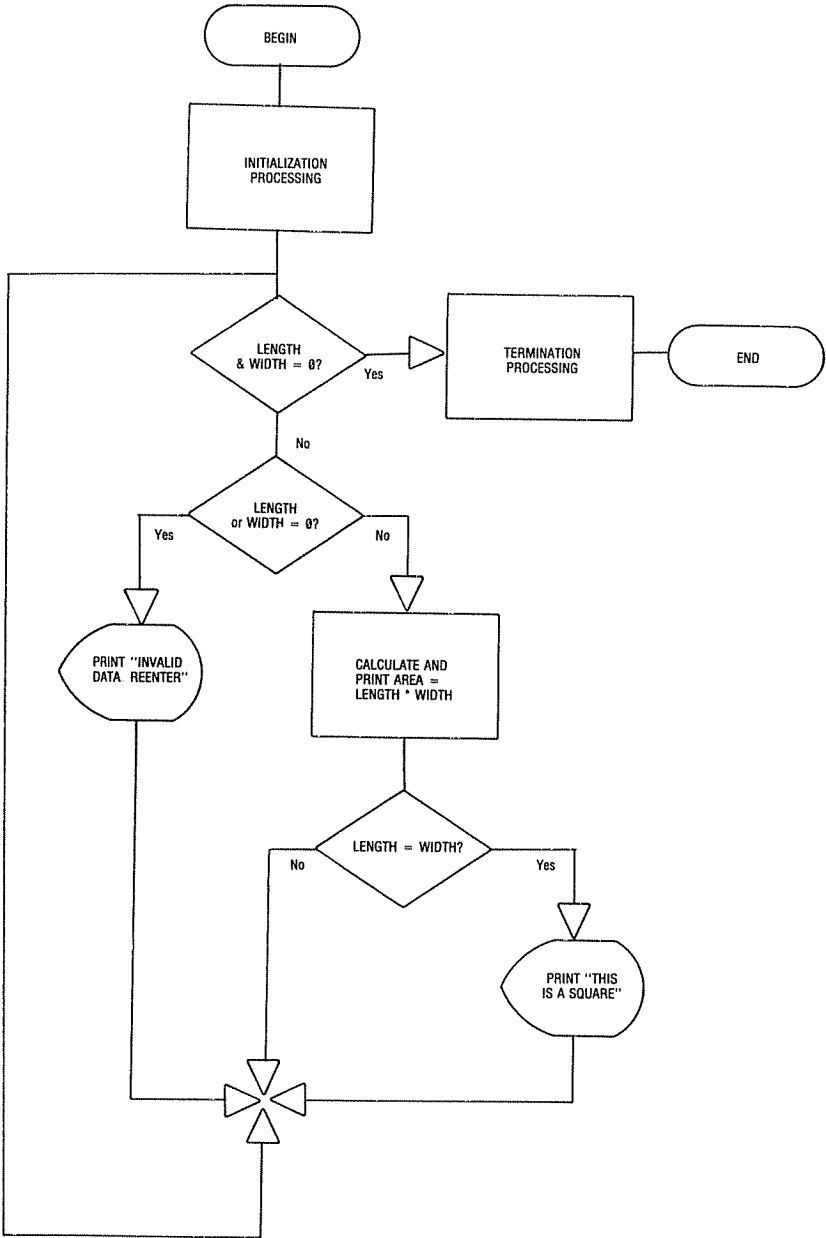 BEGIN
INITIALIZATION
PROCESSING
LENGTH
& WIDTH = 0?
Yes
TERMINATION
PROCESSING
END
No
LENGTH
or WIDTH = 0?
Yes
No
PRINT "INVALID
DATA REENTER"
CALCULATE AND
PRINT AREA =
LENGTH * WIDTH
LENGTH = WIDTH?
No
Yes
PRINT "THIS
IS A SQUARE"